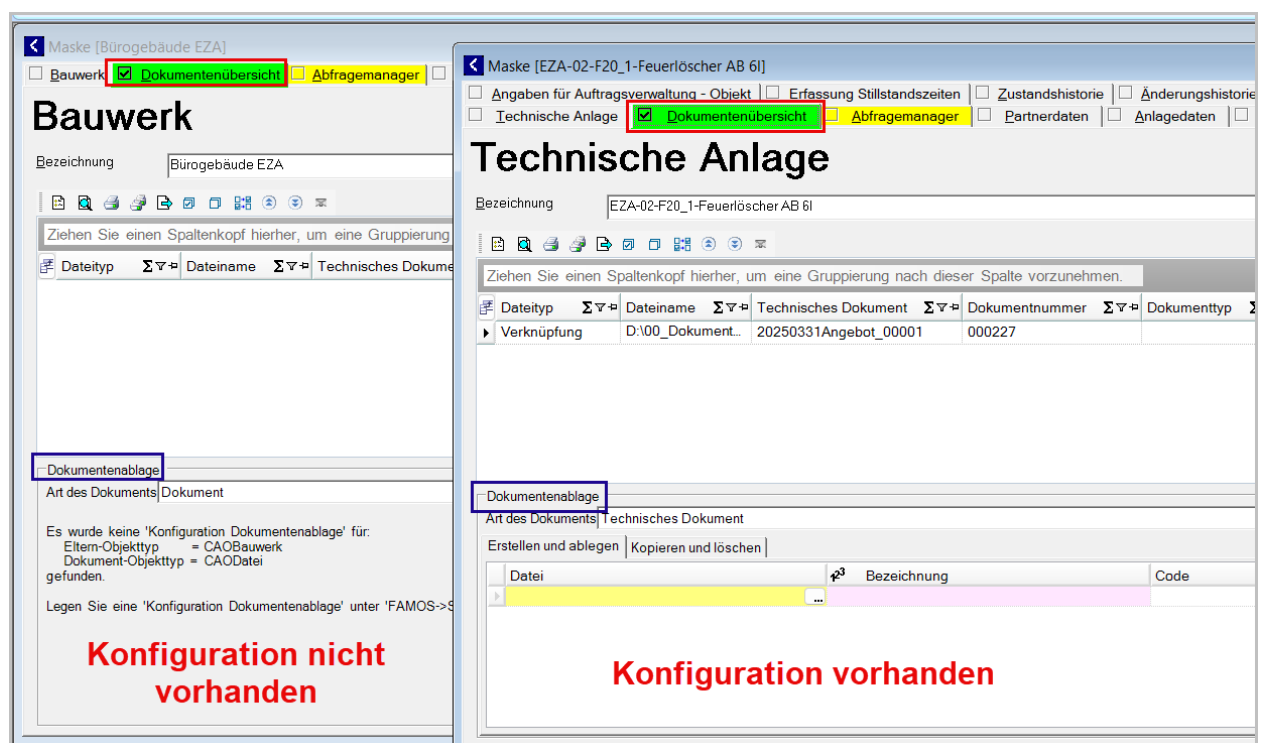 Maske [Bürogebäude EZA]
Bauwerk Dokumentenübersicht Abfragemanager
Bauwerk
Bezeichnung Bürogebäude EZA
Ziehen Sie einen Spaltenkopf hierher, um eine Gruppierung
Dateityp Dateiname Technisches Dokume
Dokumentenablage
Art des Dokuments Dokument
Es wurde keine 'Konfiguration Dokumentenablage' für:
Eltern-Objekttyp = CAOBauwerk
Dokument-Objekttyp = CAODatei
gefunden.
Legen Sie eine 'Konfiguration Dokumentenablage' unter 'FAMOS->S
Konfiguration nicht
vorhanden
Maske [EZA-02-F20_1-Feuerlöscher AB 6l]
Angaben für Auftragsverwaltung - Objekt Erfassung Stillstandszeiten Zustandshistorie Änderungshistorie
Technische Anlage Dokumentenübersicht Abfragemanager Partnerdaten Anlagedaten
Technische Anlage
Bezeichnung EZA-02-F20_1-Feuerlöscher AB 6l
Ziehen Sie einen Spaltenkopf hierher, um eine Gruppierung nach dieser Spalte vorzunehmen.
Dateityp Dateiname Technisches Dokument Dokumentnummer Dokumenttyp
Verknüpfung D:\00_Dokument... 20250331Angebot_00001 000227
Dokumentenablage
Art des Dokuments Technisches Dokument
Erstellen und ablegen Kopieren und löschen
Datei Bezeichnung Code
...
Konfiguration vorhanden